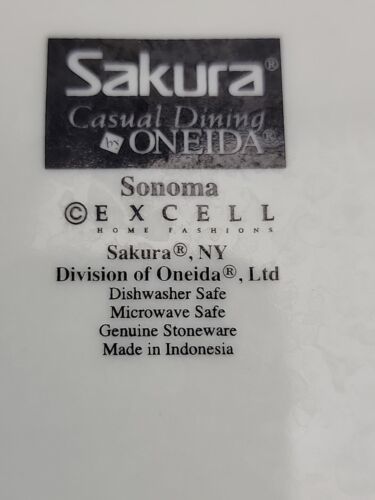 Sakura®
Casual Dining
by ONEIDA®
Sonoma
©EXCELL
HOME FASHIONS
Sakura®, NY
Division of Oneida®, Ltd
Dishwasher Safe
Microwave Safe
Genuine Stoneware
Made in Indonesia